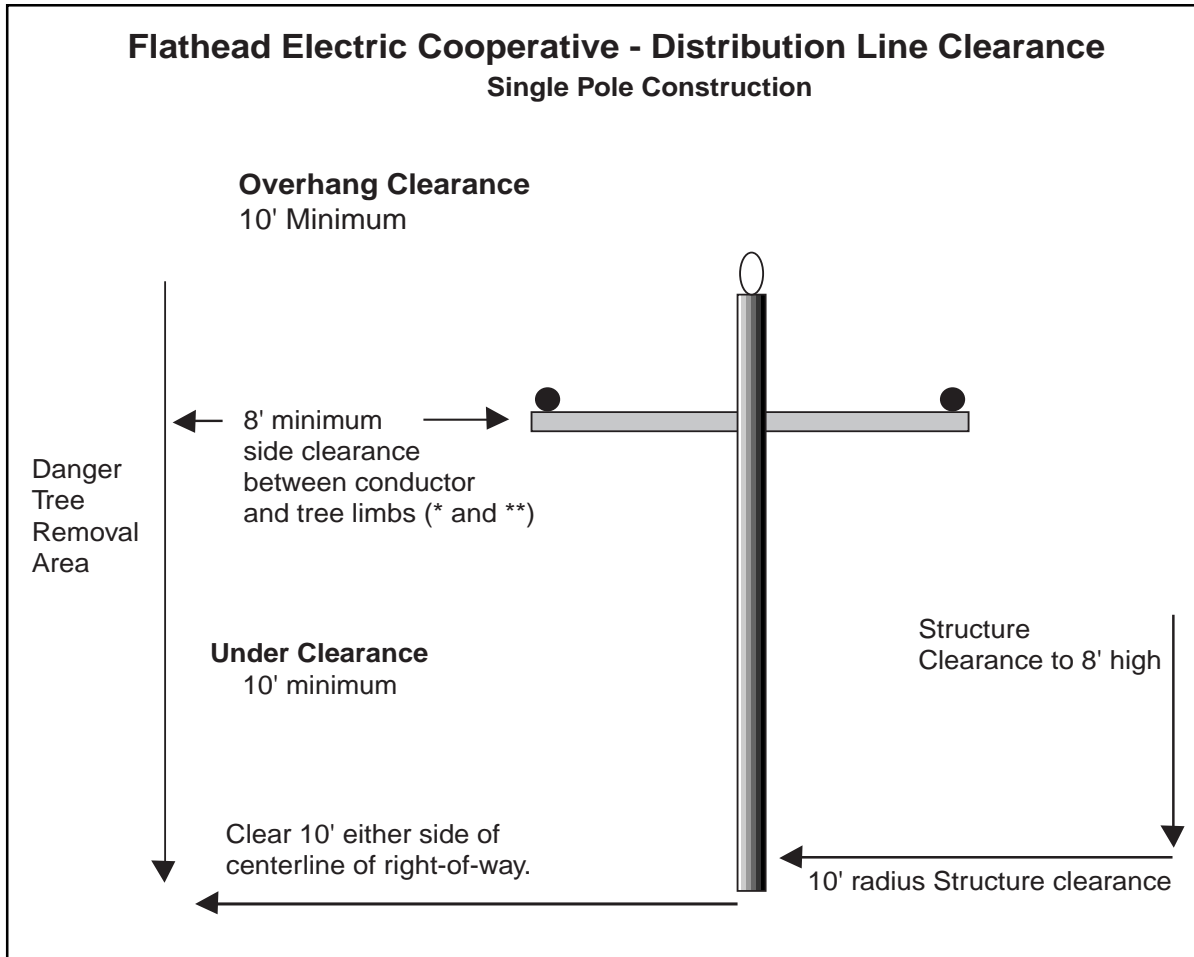 Flathead Electric Cooperative - Distribution Line Clearance
Single Pole Construction
Overhang Clearance
10' Minimum
8' minimum
side clearance
between conductor
and tree limbs (* and **)
Danger
Tree
Removal
Area
Under Clearance
10' minimum
Structure
Clearance to 8' high
Clear 10' either side of
centerline of right-of-way.
10' radius Structure clearance